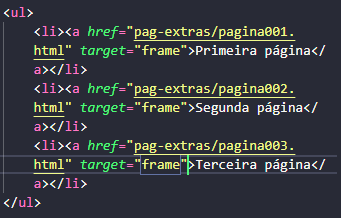 <ul>
<li><a href="pag-extras/pagina001.
html" target="frame">Primeira página</
a></li>
<li><a href="pag-extras/pagina002.
html" target="frame">Segunda página</
a></li>
<li><a href="pag-extras/pagina003.
html" target="frame">Terceira página</
a></li>
</ul>